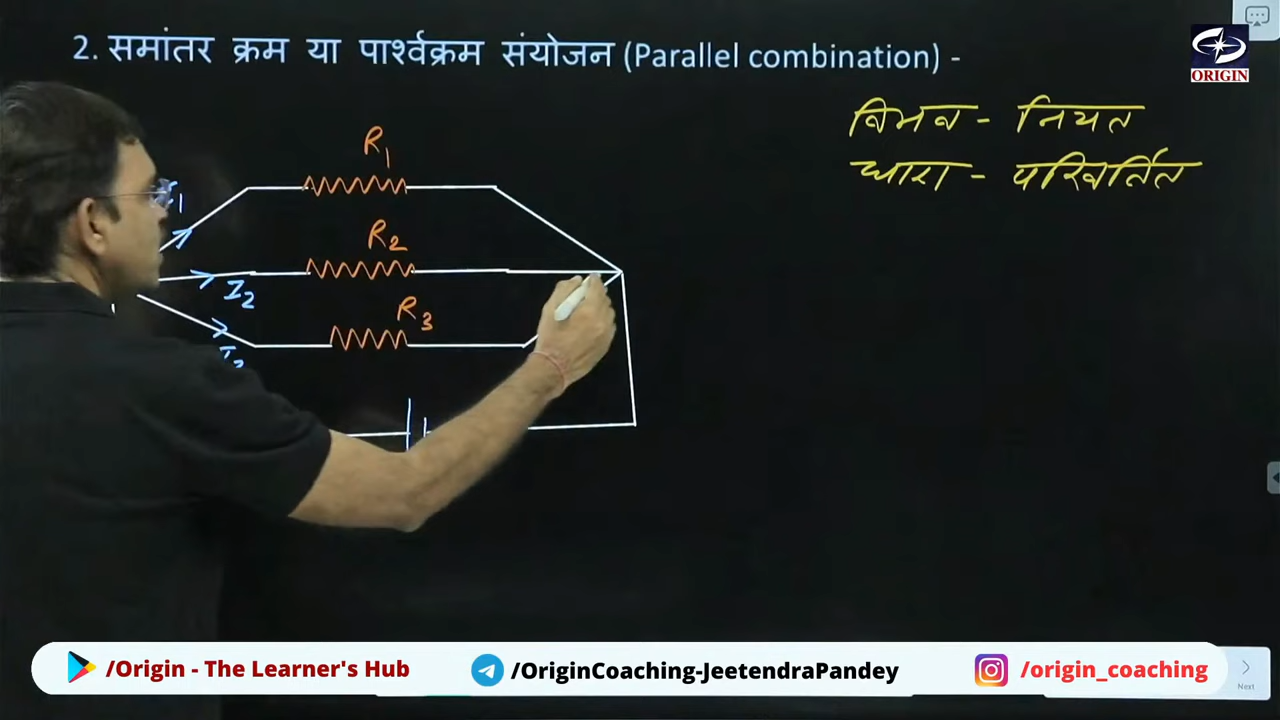 2. समांतर क्रम या पार्श्वक्रम संयोजन (Parallel combination) -
ORIGIN
विभव - नियत
धारा - परिवर्तित
R1
R2
I2
R3
/Origin - The Learner's Hub
/OriginCoaching-JeetendraPandey
/origin_coaching
Next